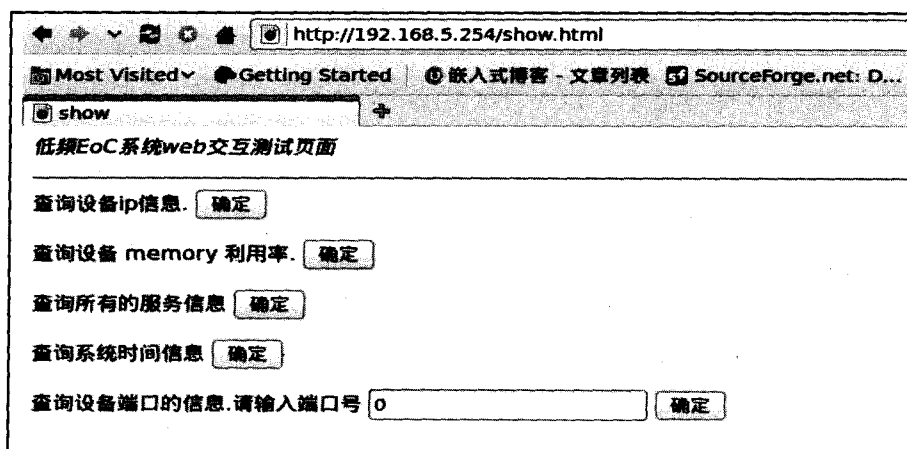 http://192.168.5.254/show.html
Most Visited Getting Started 嵌入式博客 - 文章列表 SourceForge.net: D...
show
低频EoC系统web交互测试页面
查询设备ip信息. 确定
查询设备 memory 利用率. 确定
查询所有的服务信息 确定
查询系统时间信息 确定
查询设备端口的信息.请输入端口号 0 确定